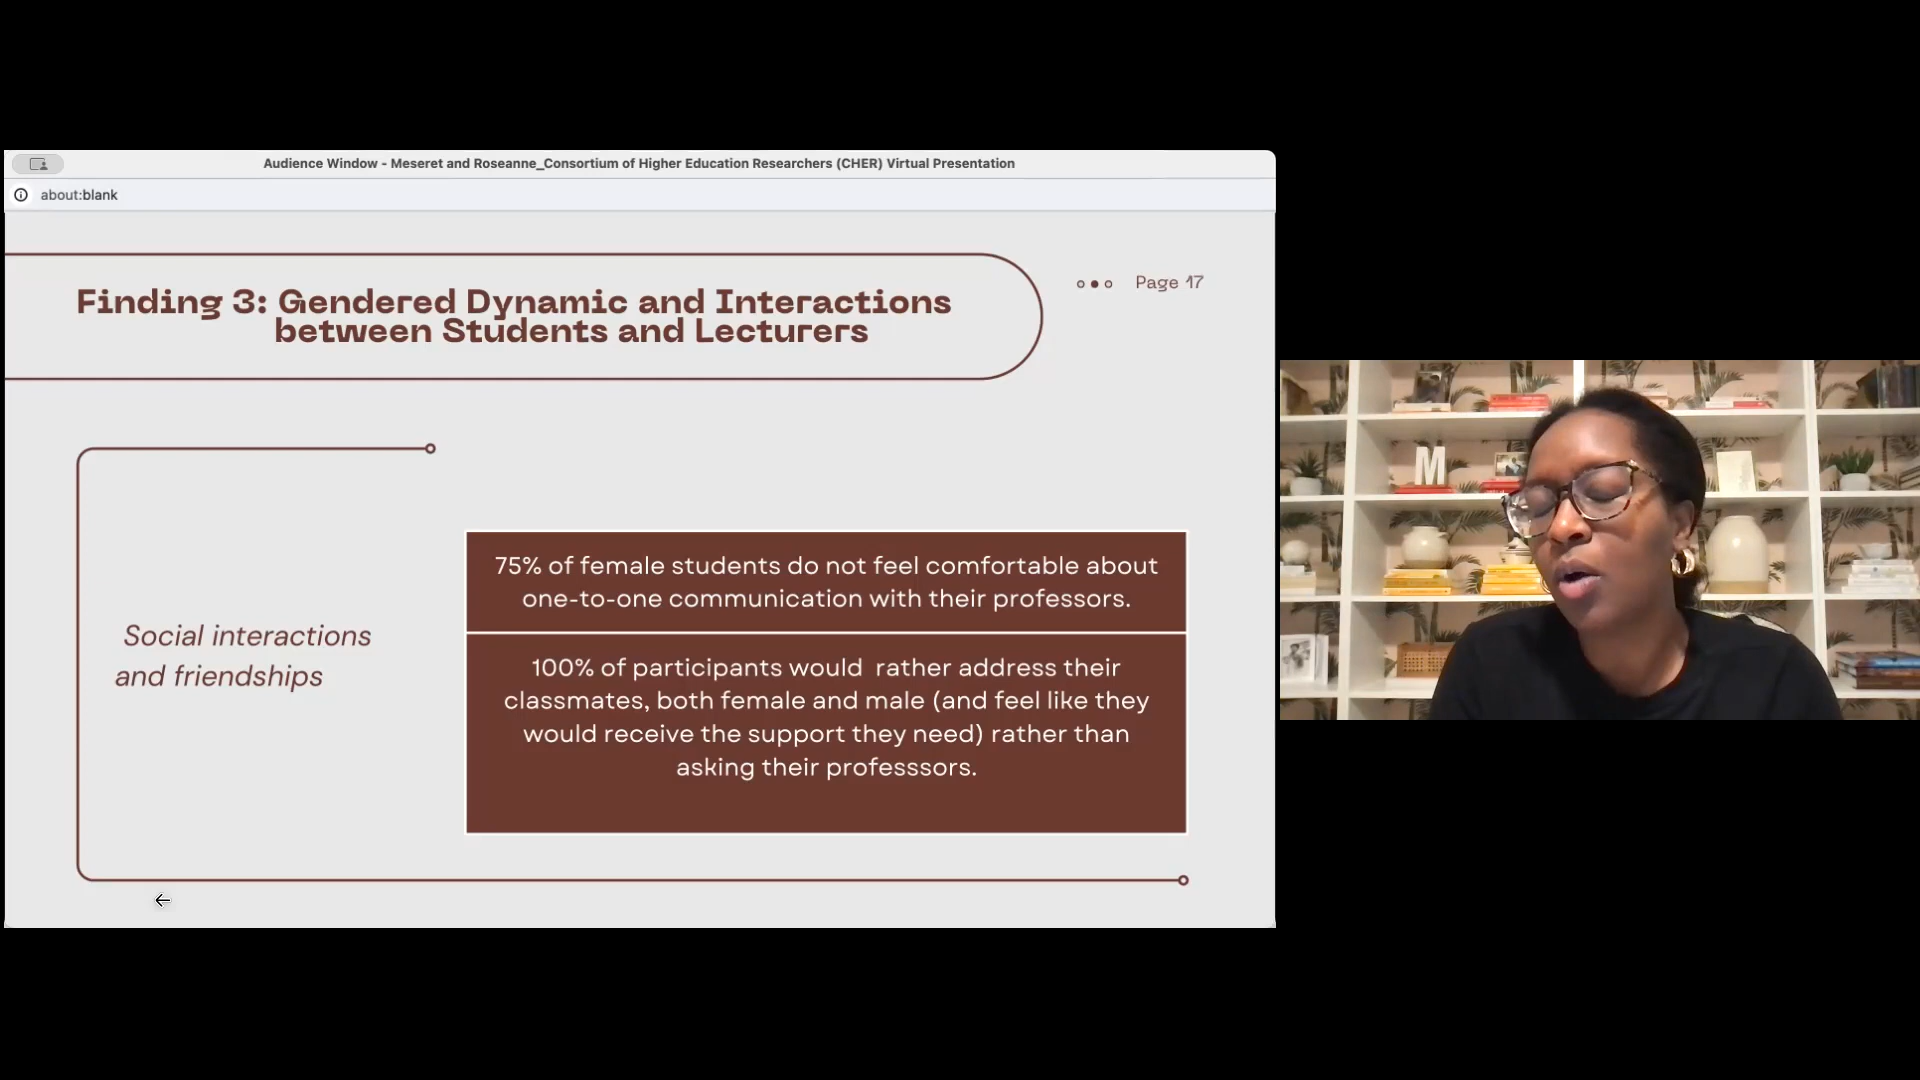 Audience Window - Meseret and Roseanne_Consortium of Higher Education Researchers (CHER) Virtual Presentation
about:blank
Finding 3: Gendered Dynamic and Interactions
between Students and Lecturers
Page 17
Social interactions
and friendships
75% of female students do not feel comfortable about
one-to-one communication with their professors.
100% of participants would rather address their
classmates, both female and male (and feel like they
would receive the support they need) rather than
asking their professsors.
M